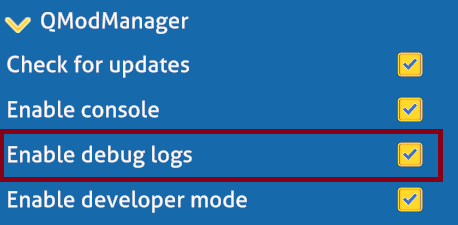 QModManager
Check for updates
Enable console
Enable debug logs
Enable developer mode